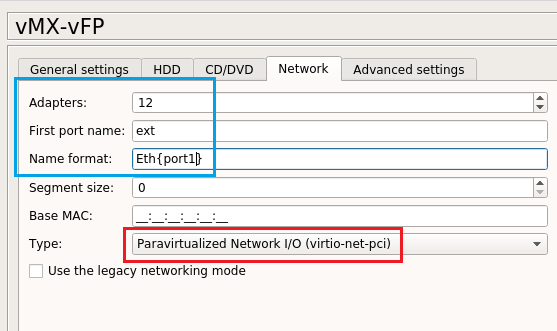 vMX-vFP
General settings HDD CD/DVD Network Advanced settings
Adapters: 12
First port name: ext
Name format: Eth{port1}
Segment size: 0
Base MAC: __:__:__:__:__:__
Type: Paravirtualized Network I/O (virtio-net-pci)
Use the legacy networking mode